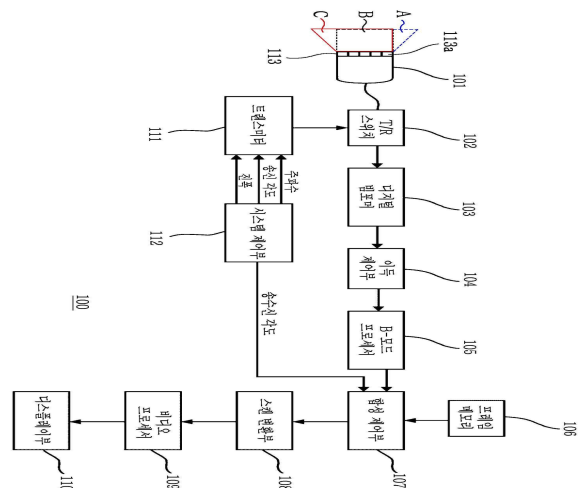 C
B
A
113
113a
101
T/R
스위치
102
디지털
빔포머
103
이득
제어부
104
B-모드
프로세서
105
프레임
메모리
106
합성 제어부
107
스캔 변환부
108
비디오
프로세서
109
디스플레이부
110
트랜스미터
111
주파수
송신 각도
진폭
시스템 제어부
112
송수신 각도
100